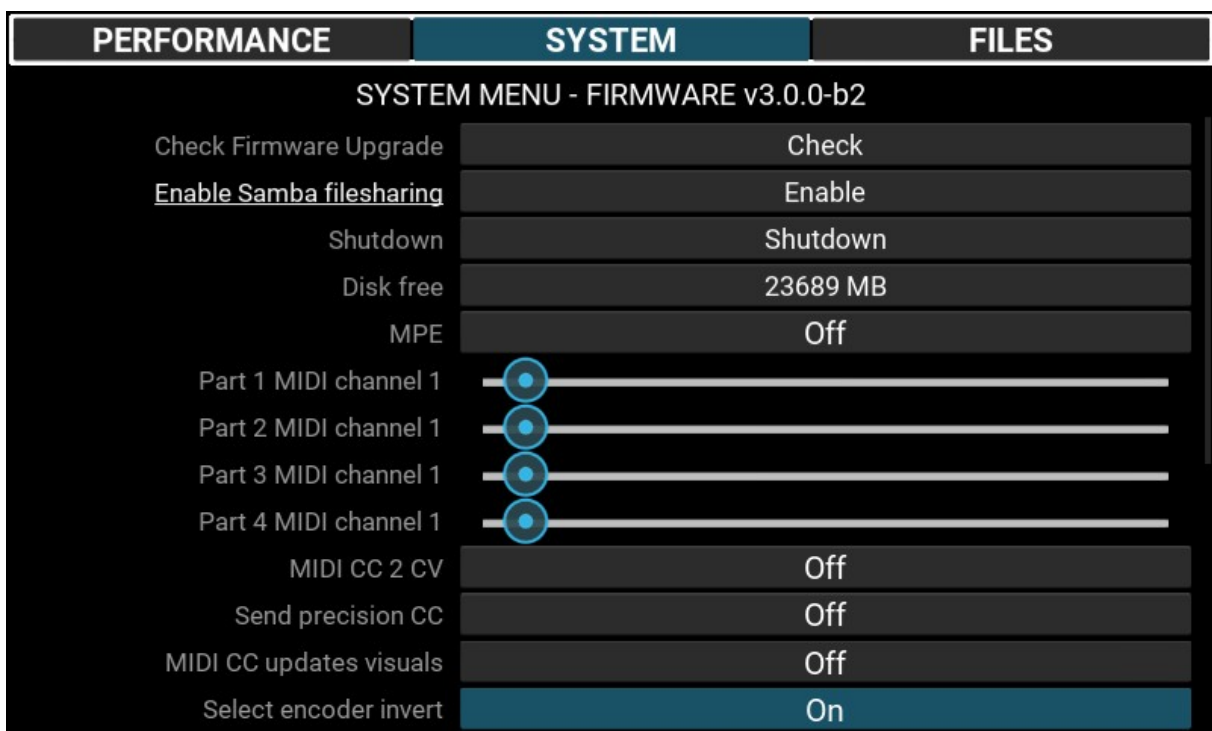 PERFORMANCE SYSTEM FILES
SYSTEM MENU - FIRMWARE v3.0.0-b2
Check Firmware Upgrade Check
Enable Samba filesharing Enable
Shutdown Shutdown
Disk free 23689 MB
MPE Off
Part 1 MIDI channel 1
Part 2 MIDI channel 1
Part 3 MIDI channel 1
Part 4 MIDI channel 1
MIDI CC 2 CV Off
Send precision CC Off
MIDI CC updates visuals Off
Select encoder invert On